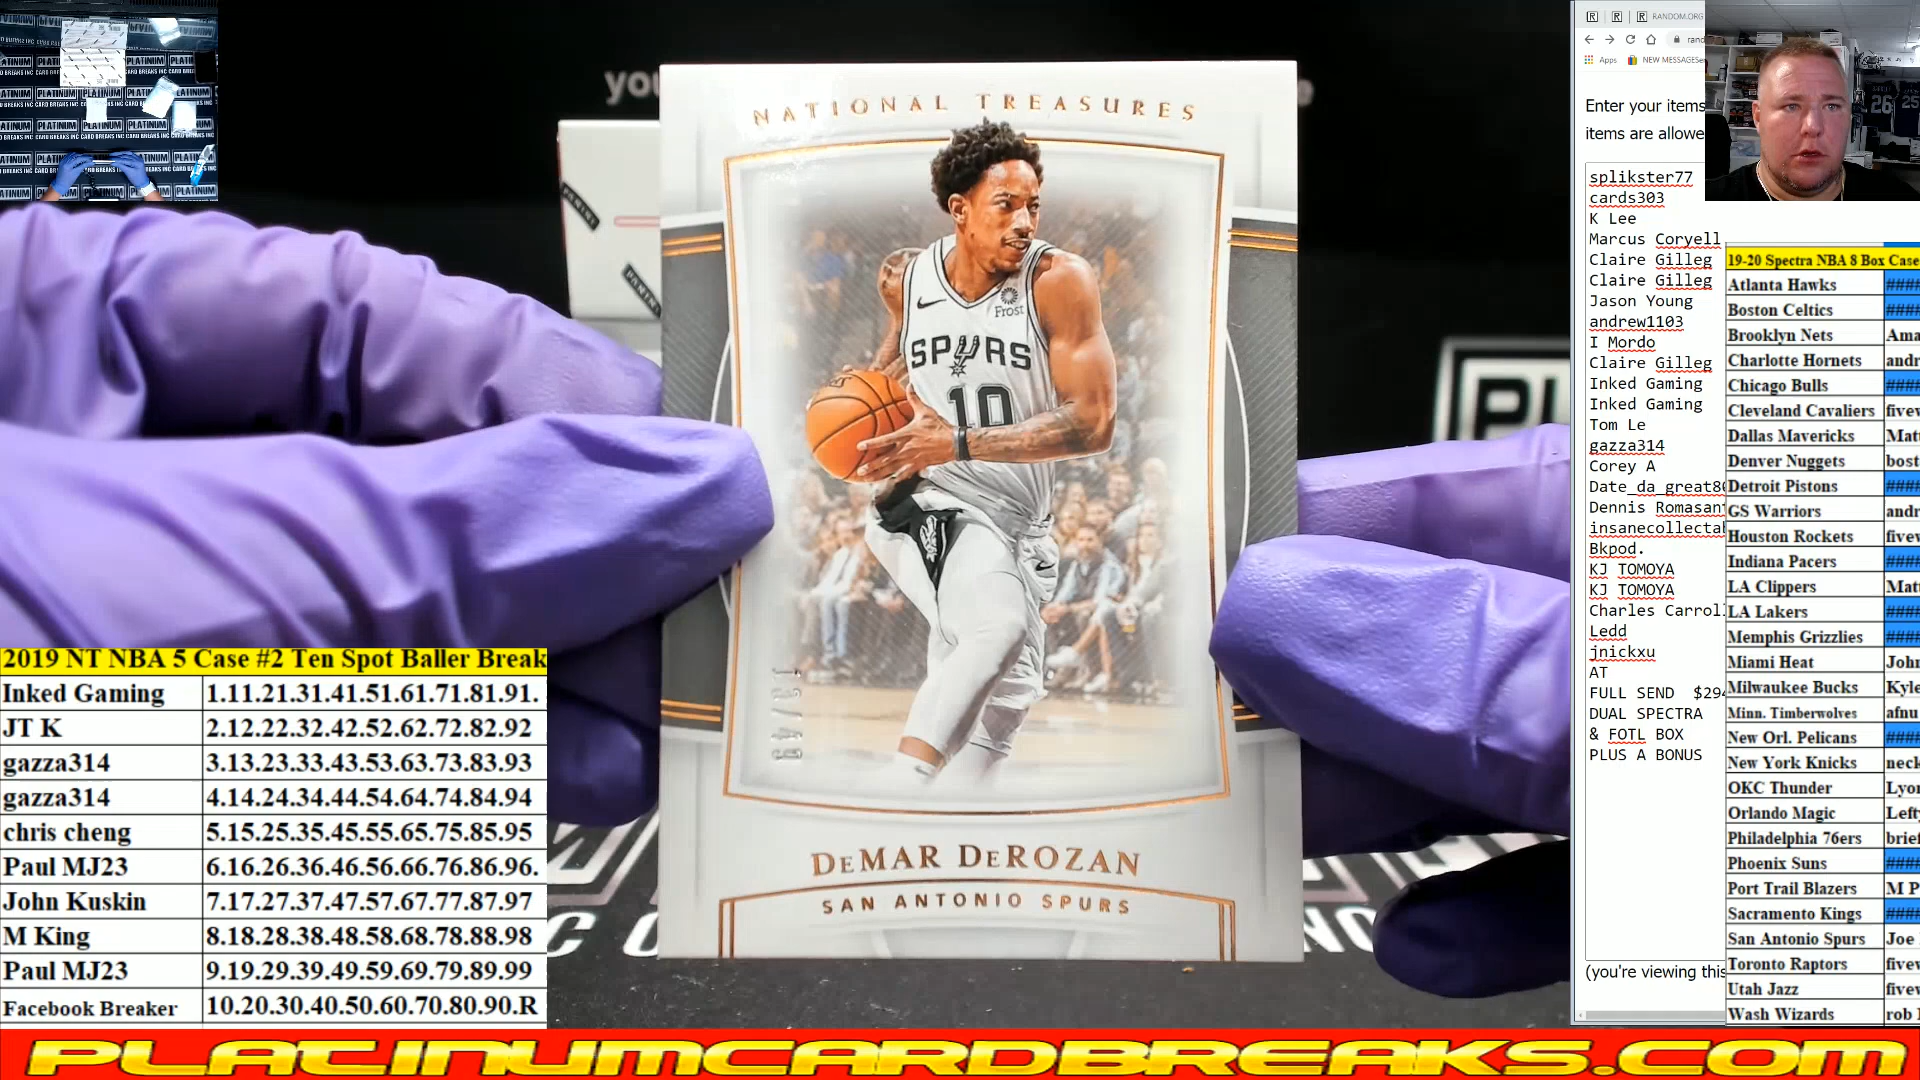 NATIONAL TREASURES
Frost
SPURS
10
DeMAR DeROZAN
SAN ANTONIO SPURS
PANINI
PANINI
RANDOM.ORG
Apps
Enter your items
items are allowe
splikster77
cards303
K Lee
Marcus Coryell
Claire Gilleg
Claire Gilleg
Jason Young
andrew1103
I Mordo
Claire Gilleg
Inked Gaming
Inked Gaming
Tom Le
gazza314
Corey A
Date_da_great8
Dennis Romasan
insanecollecta
Bkpod.
KJ TOMOYA
KJ TOMOYA
Charles Carrol
Ledd
jnickxu
AT
FULL SEND $294
DUAL SPECTRA
& FOTL BOX
PLUS A BONUS
(you're viewing this
26
25
19-20 Spectra NBA 8 Box Case
Atlanta Hawks ####
Boston Celtics ####
Brooklyn Nets Ama
Charlotte Hornets andr
Chicago Bulls ####
Cleveland Cavaliers fivev
Dallas Mavericks Matt
Denver Nuggets bost
Detroit Pistons ####
GS Warriors andr
Houston Rockets fivev
Indiana Pacers ####
LA Clippers Matt
LA Lakers ####
Memphis Grizzlies ####
Miami Heat John
Milwaukee Bucks Kyle
Minn. Timberwolves afnu
New Orl. Pelicans ####
New York Knicks neck
OKC Thunder Lyon
Orlando Magic Lefty
Philadelphia 76ers brief
Phoenix Suns ####
Port Trail Blazers M P
Sacramento Kings ####
San Antonio Spurs Joe
Toronto Raptors fivev
Utah Jazz fivev
Wash Wizards rob
2019 NT NBA 5 Case #2 Ten Spot Baller Break
Inked Gaming 1.11.21.31.41.51.61.71.81.91.
JT K 2.12.22.32.42.52.62.72.82.92
gazza314 3.13.23.33.43.53.63.73.83.93
gazza314 4.14.24.34.44.54.64.74.84.94
chris cheng 5.15.25.35.45.55.65.75.85.95
Paul MJ23 6.16.26.36.46.56.66.76.86.96.
John Kuskin 7.17.27.37.47.57.67.77.87.97
M King 8.18.28.38.48.58.68.78.88.98
Paul MJ23 9.19.29.39.49.59.69.79.89.99
Facebook Breaker 10.20.30.40.50.60.70.80.90.R
PLATINUMCARDBREAKS.COM